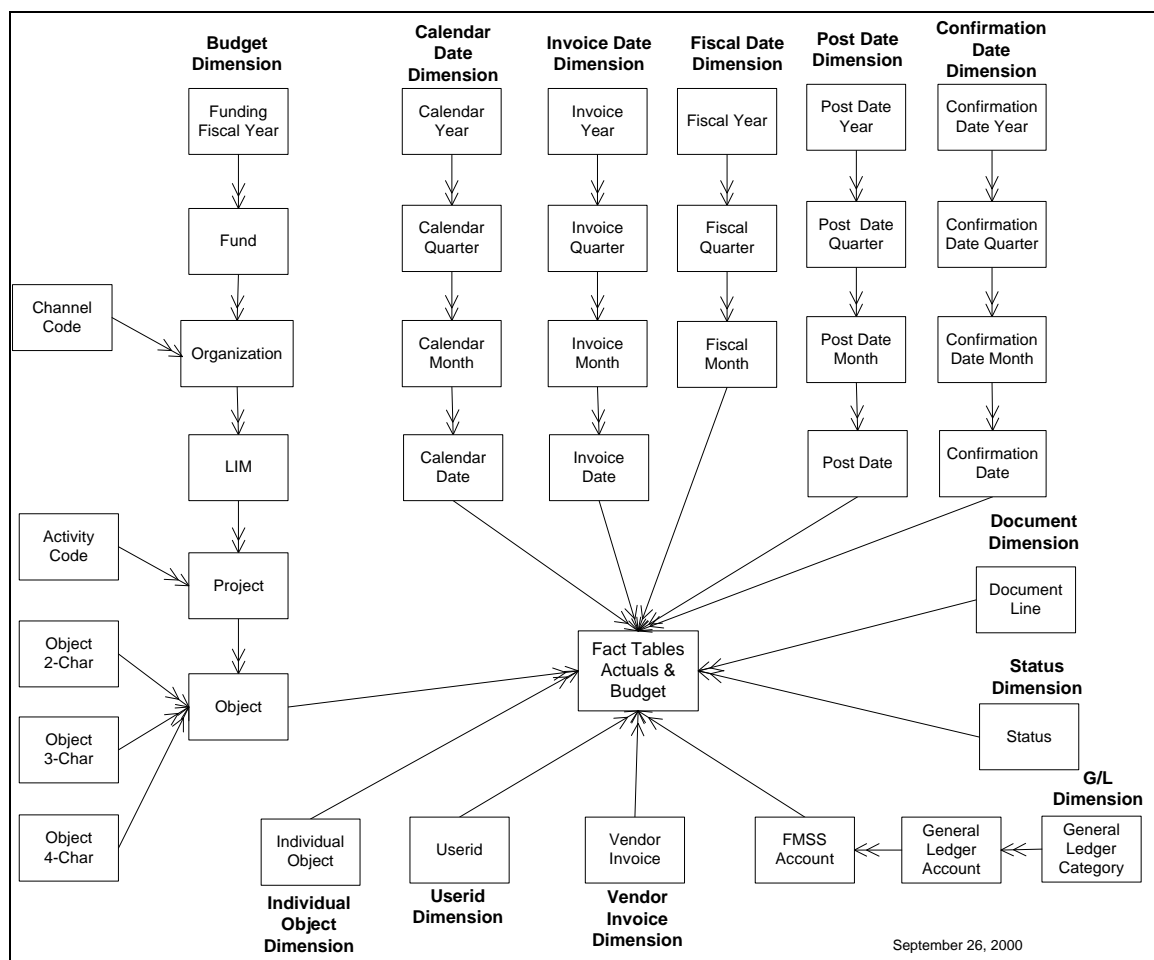 Budget
Dimension
Calendar
Date
Dimension
Invoice Date
Dimension
Fiscal Date
Dimension
Post Date
Dimension
Confirmation
Date
Dimension
Funding
Fiscal Year
Calendar
Year
Invoice
Year
Fiscal Year
Post Date
Year
Confirmation
Date Year
Fund
Calendar
Quarter
Invoice
Quarter
Fiscal
Quarter
Post Date
Quarter
Confirmation
Date Quarter
Channel
Code
Organization
Calendar
Month
Invoice
Month
Fiscal
Month
Post Date
Month
Confirmation
Date Month
LIM
Calendar
Date
Invoice
Date
Post Date
Confirmation
Date
Activity
Code
Project
Document
Dimension
Document
Line
Object
2-Char
Object
Fact Tables
Actuals &
Budget
Status
Dimension
Status
Object
3-Char
Object
4-Char
Individual
Object
Individual
Object
Dimension
Userid
Userid
Dimension
Vendor
Invoice
Vendor
Invoice
Dimension
FMSS
Account
General
Ledger
Account
G/L
Dimension
General
Ledger
Category
September 26, 2000